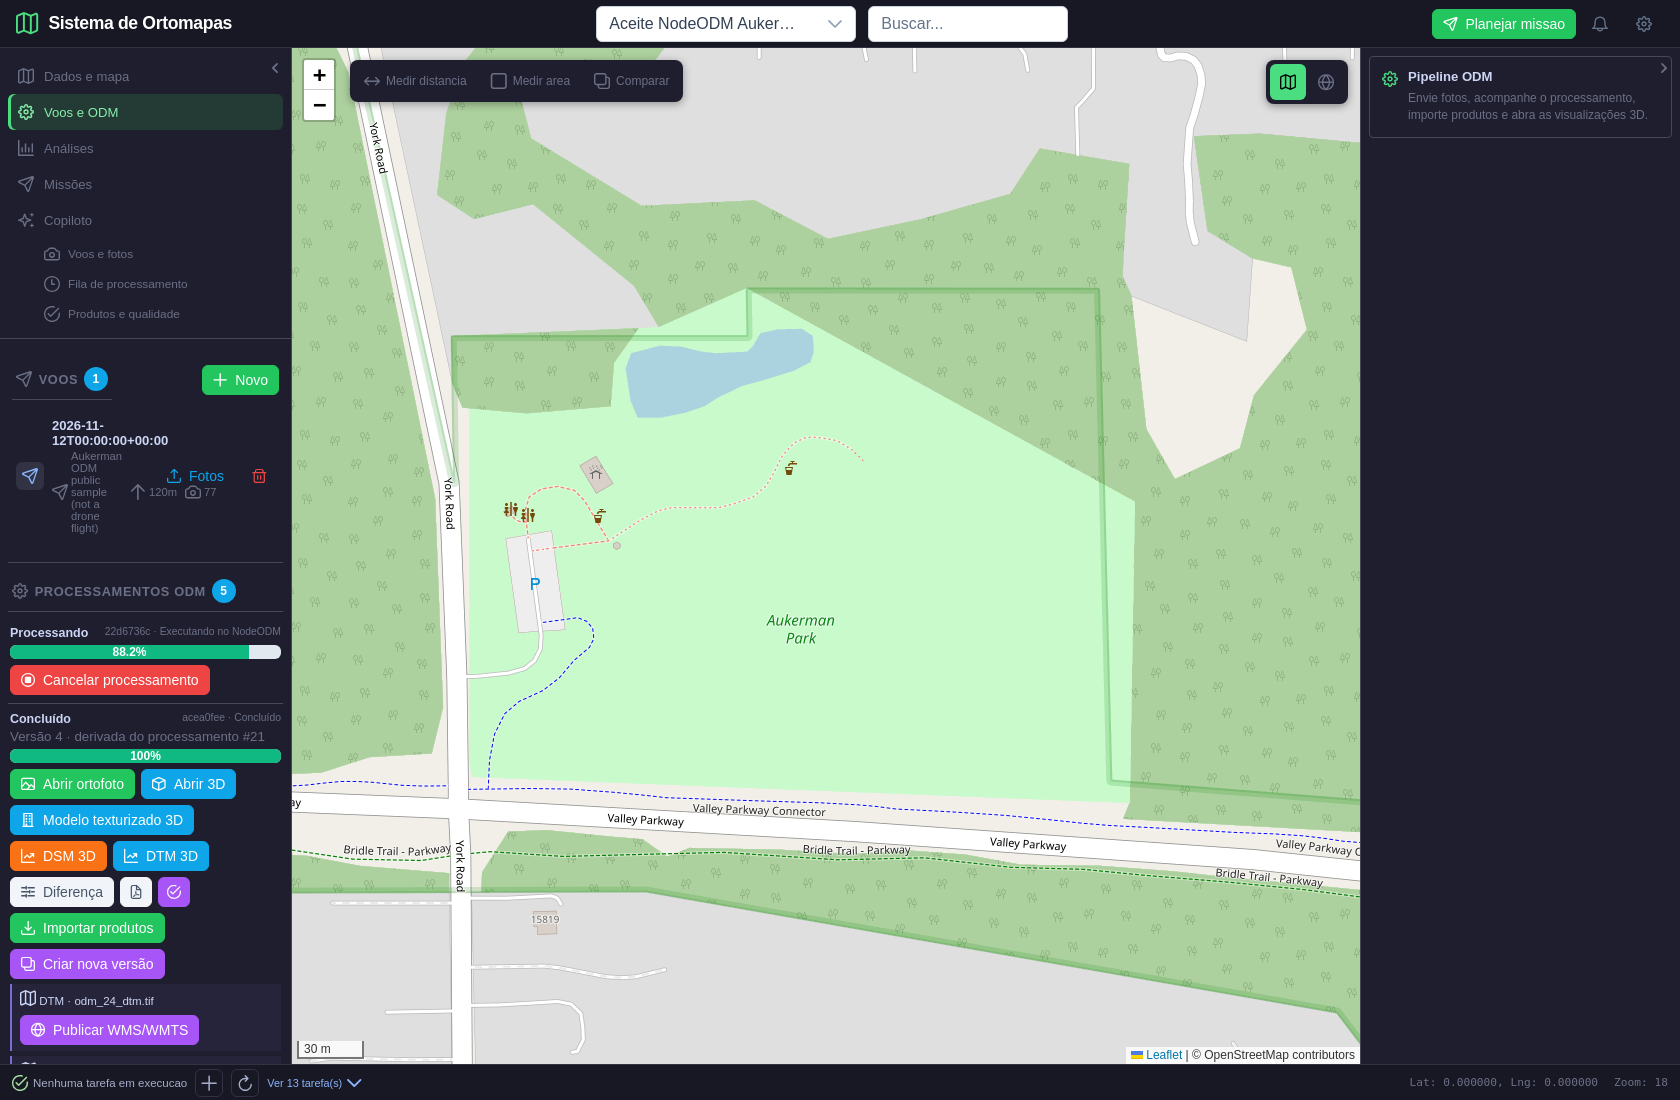 Sistema de Ortomapas
Aceite NodeODM Auker…
Buscar...
Planejar missao
Dados e mapa
Voos e ODM
Análises
Missões
Copiloto
Voos e fotos
Fila de processamento
Produtos e qualidade
VOOS 1
Novo
2026-11-
12T00:00:00+00:00
Aukerman
ODM
public
sample
(not a
drone
flight)
120m
77
Fotos
PROCESSAMENTOS ODM 5
Processando
22d6736c · Executando no NodeODM
88.2%
Cancelar processamento
Concluído
acea0fee · Concluído
Versão 4 · derivada do processamento #21
100%
Abrir ortofoto
Abrir 3D
Modelo texturizado 3D
DSM 3D
DTM 3D
Diferença
Importar produtos
Criar nova versão
DTM · odm_24_dtm.tif
Publicar WMS/WMTS
+
−
Medir distancia
Medir area
Comparar
York Road
York Road
P
Aukerman
Park
ay
Valley Parkway Connector
Valley Parkway
Valley Parkway
Valley Parkway C
Bridle Trail - Parkway
Bridle Trail - Parkway
Bridle Trail - Parkway
York Road
15819
30 m
Leaflet | © OpenStreetMap contributors
Pipeline ODM
Envie fotos, acompanhe o processamento,
importe produtos e abra as visualizações 3D.
Nenhuma tarefa em execucao
Ver 13 tarefa(s)
Lat: 0.000000, Lng: 0.000000
Zoom: 18